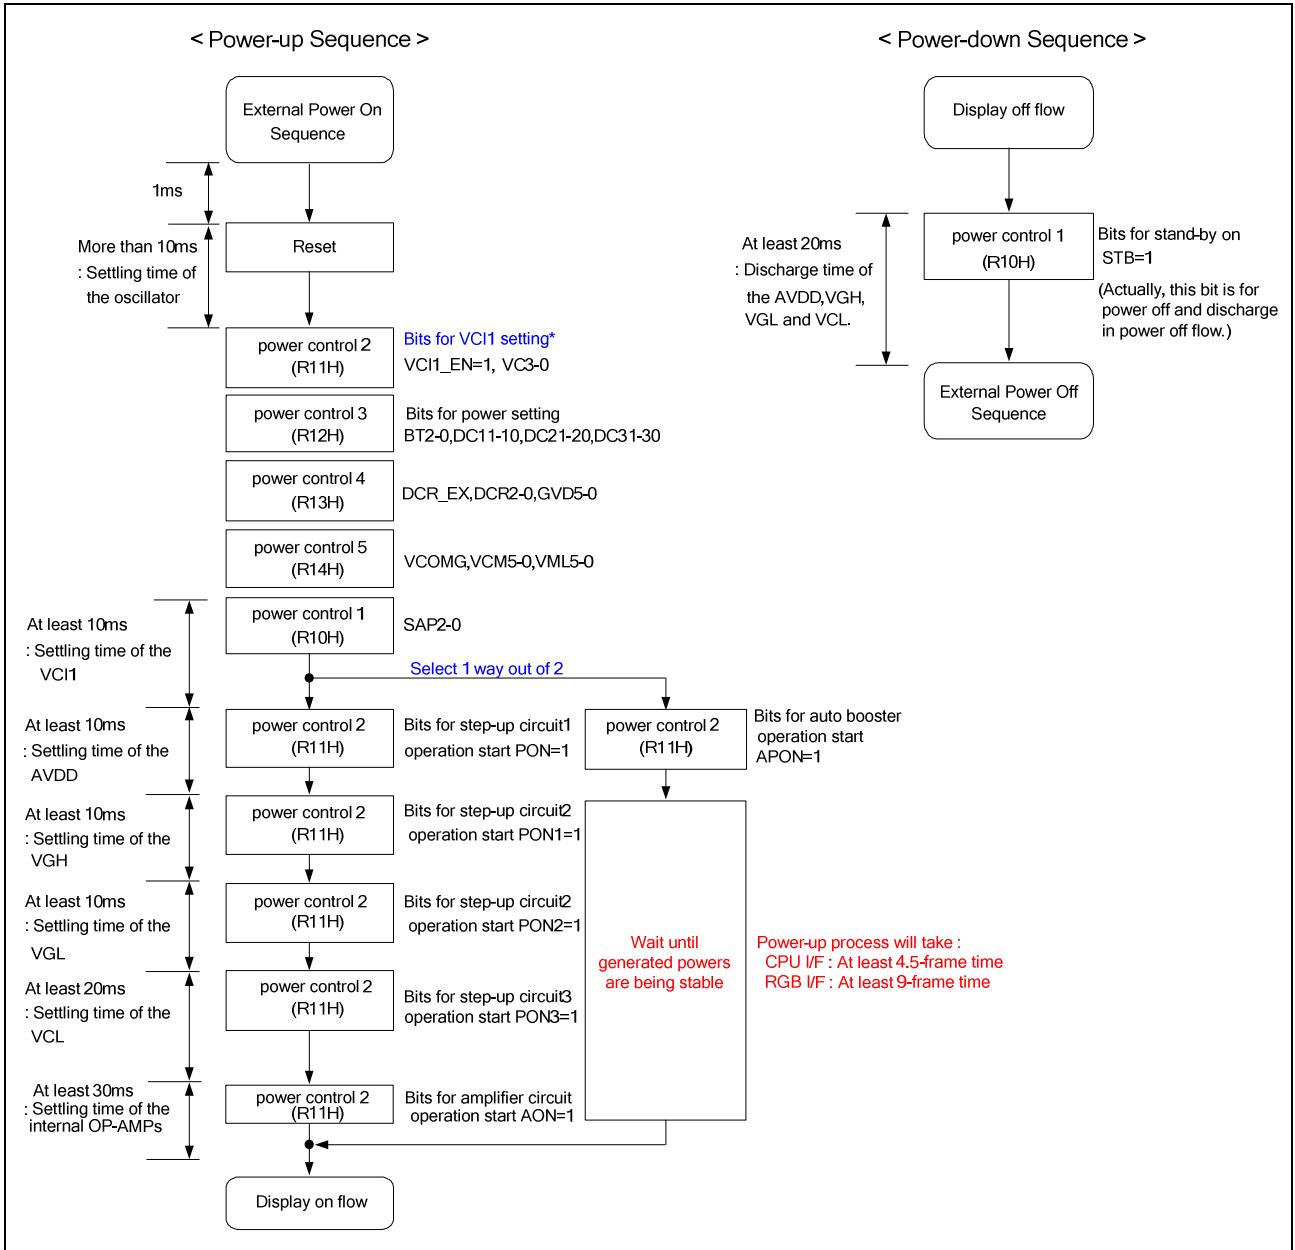 < Power-up Sequence >
External Power On
Sequence
1ms
Reset
More than 10ms
: Settling time of
the oscillator
power control 2
(R11H)
Bits for VCI1 setting*
VCI1_EN=1, VC3-0
power control 3
(R12H)
Bits for power setting
BT2-0,DC11-10,DC21-20,DC31-30
power control 4
(R13H)
DCR_EX,DCR2-0,GVD5-0
power control 5
(R14H)
VCOMG,VCM5-0,VML5-0
At least 10ms
: Settling time of the
VCI1
power control 1
(R10H)
SAP2-0
Select 1 way out of 2
At least 10ms
: Settling time of the
AVDD
power control 2
(R11H)
Bits for step-up circuit1
operation start PON=1
power control 2
(R11H)
Bits for auto booster
operation start
APON=1
At least 10ms
: Settling time of the
VGH
power control 2
(R11H)
Bits for step-up circuit2
operation start PON1=1
At least 10ms
: Settling time of the
VGL
power control 2
(R11H)
Bits for step-up circuit2
operation start PON2=1
Wait until
generated powers
are being stable
Power-up process will take :
CPU I/F : At least 4.5-frame time
RGB I/F : At least 9-frame time
At least 20ms
: Settling time of the
VCL
power control 2
(R11H)
Bits for step-up circuit3
operation start PON3=1
At least 30ms
: Settling time of the
internal OP-AMPs
power control 2
(R11H)
Bits for amplifier circuit
operation start AON=1
Display on flow
< Power-down Sequence >
Display off flow
At least 20ms
: Discharge time of
the AVDD,VGH,
VGL and VCL.
power control 1
(R10H)
Bits for stand-by on
STB=1
(Actually, this bit is for
power off and discharge
in power off flow.)
External Power Off
Sequence